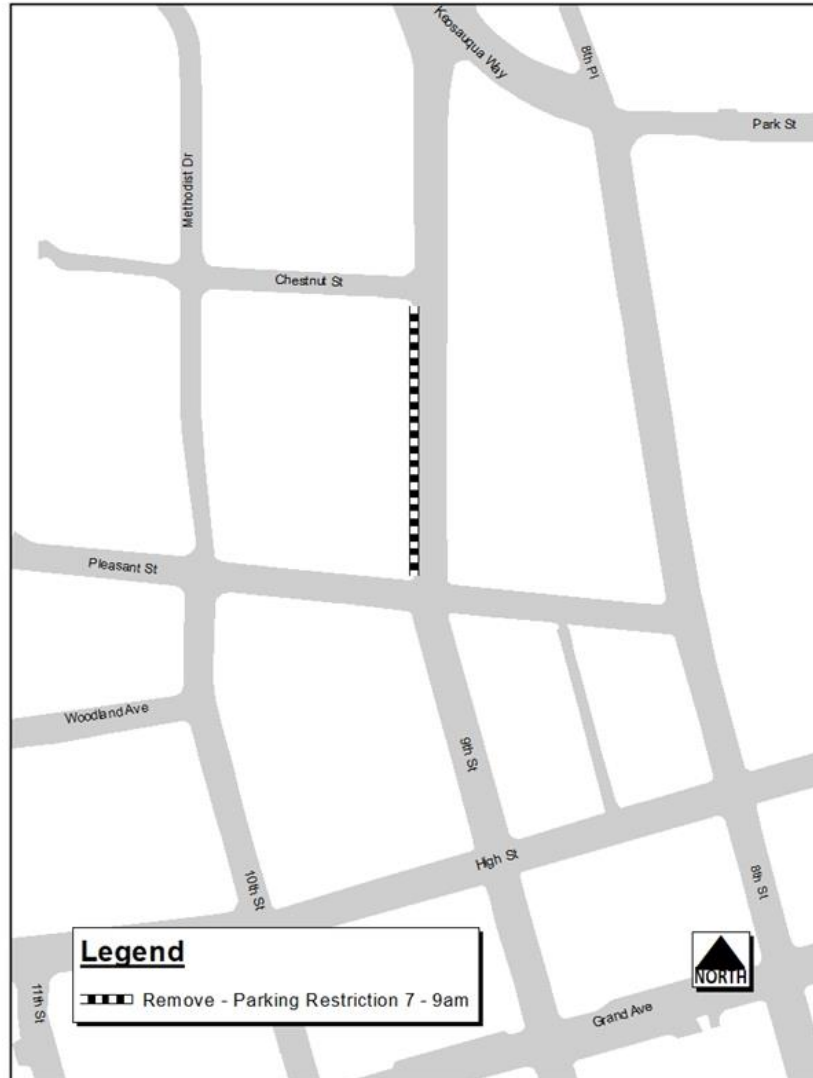 Keosauqua Way
8th Pl
Park St
Methodist Dr
Chestnut St
Pleasant St
Woodland Ave
9th St
High St
10th St
8th St
Legend
Remove - Parking Restriction 7 - 9am
NORTH
11th St
Grand Ave